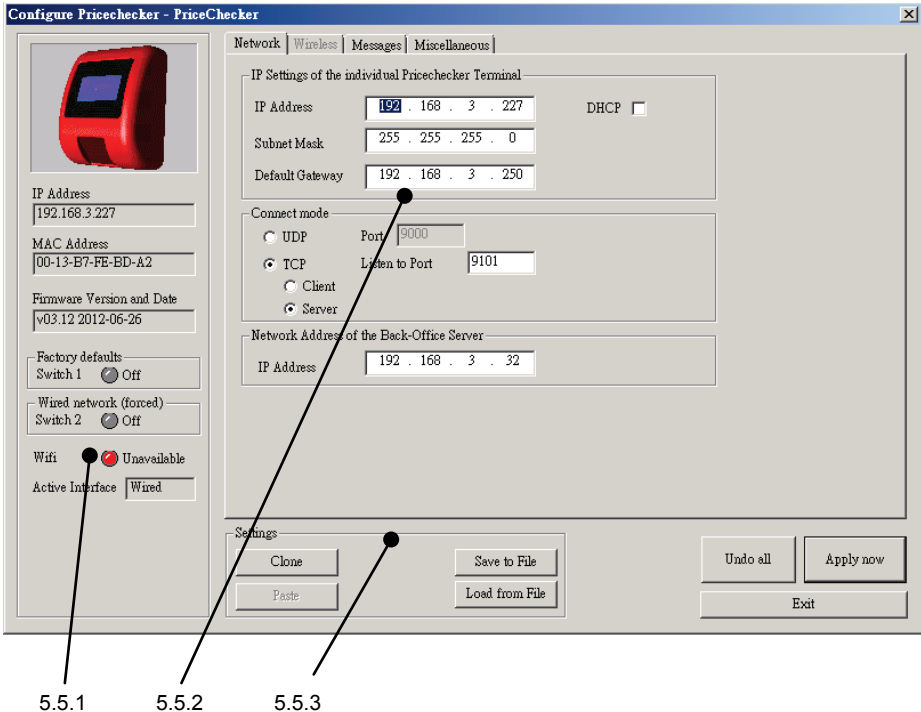 Configure Pricechecker - PriceChecker
Network Wireless Messages Miscellaneous
IP Address
192.168.3.227
MAC Address
00-13-B7-FE-BD-A2
Firmware Version and Date
v03.12 2012-06-26
Factory defaults
Switch 1 Off
Wired network (forced)
Switch 2 Off
Wifi Unavailable
Active Interface Wired
IP Settings of the individual Pricechecker Terminal
IP Address 192 . 168 . 3 . 227 DHCP
Subnet Mask 255 . 255 . 255 . 0
Default Gateway 192 . 168 . 3 . 250
Connect mode
UDP Port 9000
TCP Listen to Port 9101
Client
Server
Network Address of the Back-Office Server
IP Address 192 . 168 . 3 . 32
Settings
Clone Save to File
Paste Load from File
Undo all Apply now
Exit
5.5.1 5.5.2 5.5.3